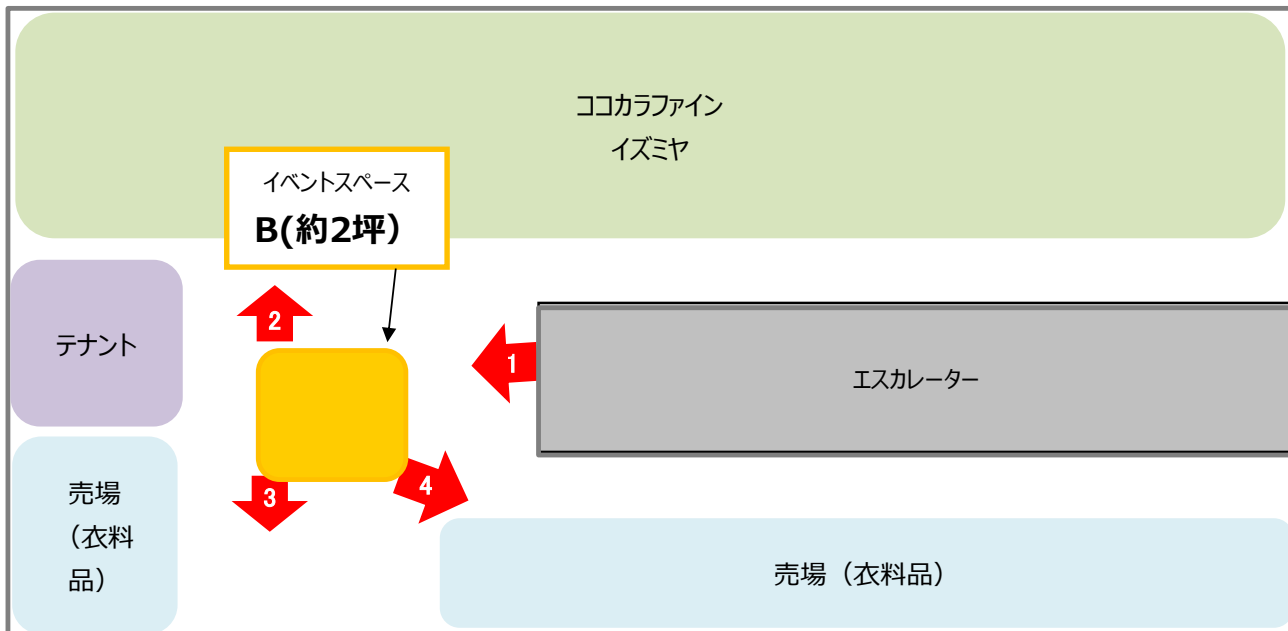 ココカラファイン
イズミヤ
イベントスペース
B(約2坪）
2
テナント
1
エスカレーター
3
4
売場
（衣料
品）
売場（衣料品）